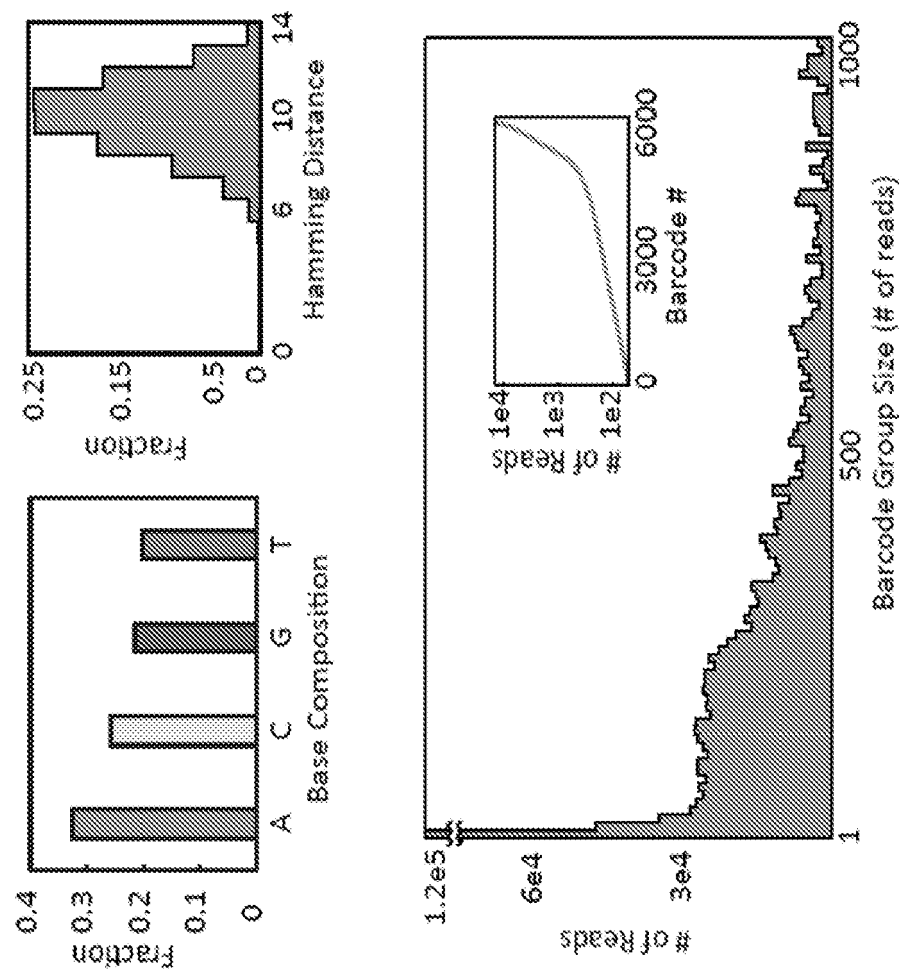 Fraction
0.4
0.3
0.2
0.1
0
A
C
G
T
Base Composition
Fraction
0.25
0.15
0.5
0
0
6
10
14
Hamming Distance
# of Reads
1.2e5
6e4
3e4
1
500
1000
Barcode Group Size (# of reads)
# of Reads
1e4
1e3
1e2
0
3000
6000
Barcode #